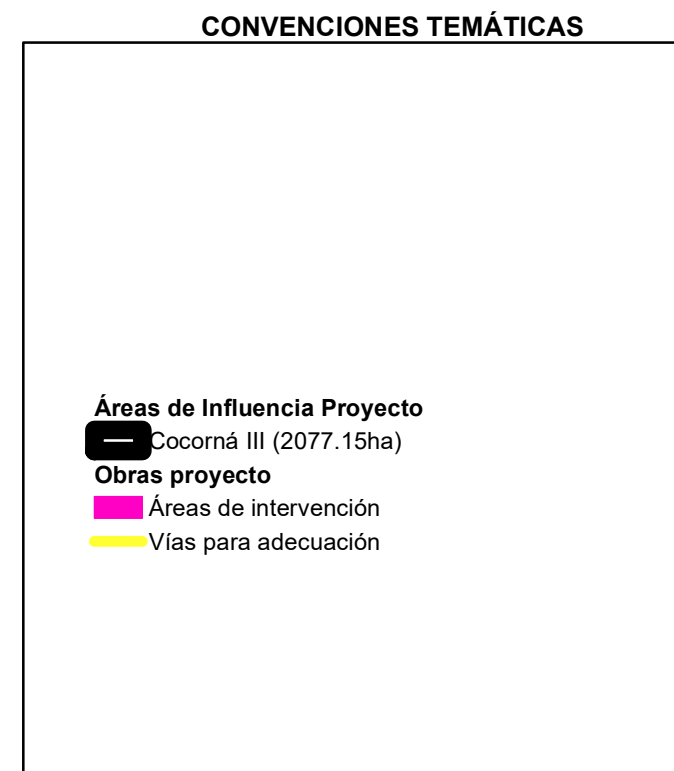 CONVENCIONES TEMÁTICAS
Áreas de Influencia Proyecto
Cocorná III (2077.15ha)
Obras proyecto
Áreas de intervención
Vías para adecuación